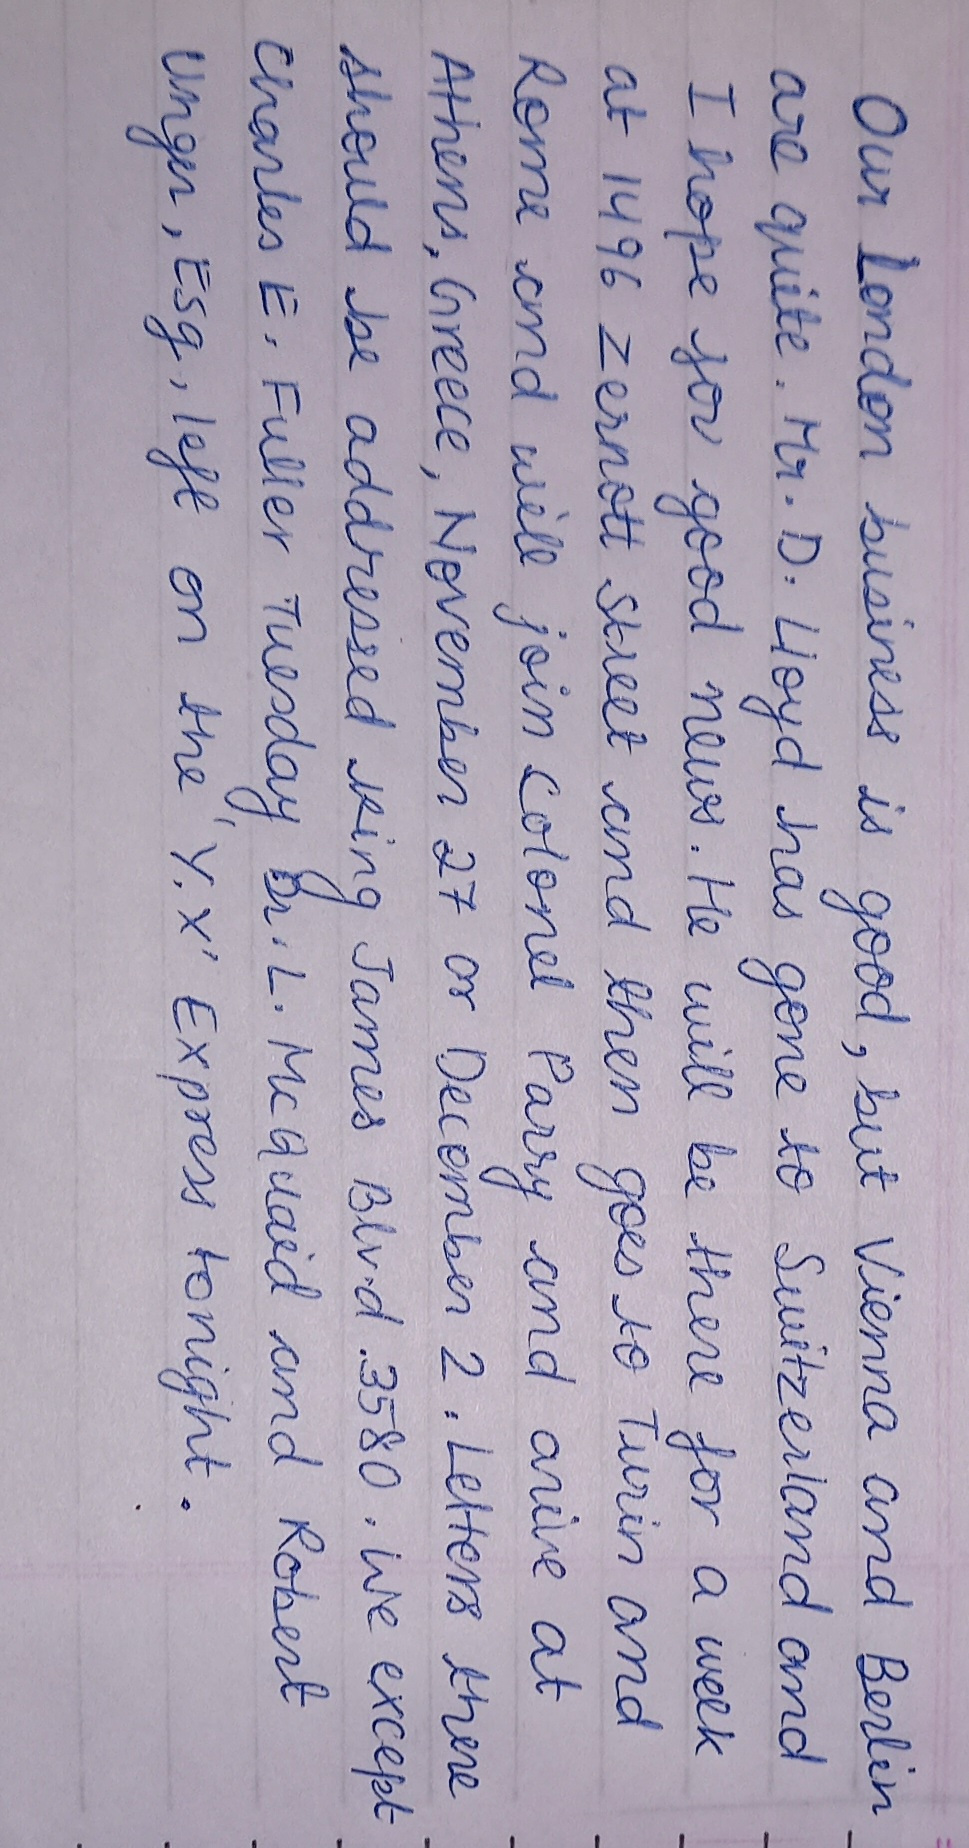 Our London business is good, but Vienna and Berlin
are quite. Mr. D. Lloyd has gone to Switzerland and
I hope for good news. He will be there for a week
at 1496 Zernott street and then goes to Turin and
Rome and will join Colonel Parry and arive at
Athens, Greece, November 27 or December 2. Letters there
should be addressed King James Blvd. 3580. We except
Charles E. Fuller Tuesday Dr. L. McQuaid and Robert
Unger, Esq, left on the 'Y. X' Express tonight.